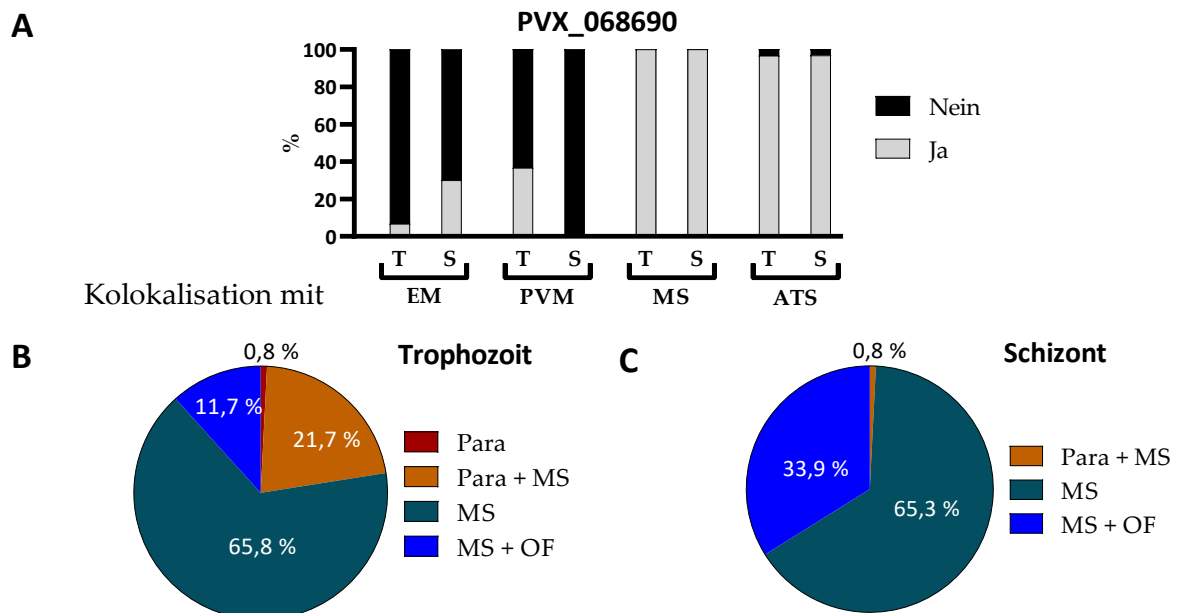 A
PVX_068690
100
80
60
40
20
0
%
Nein
Ja
T S T S T S T S
EM PVM MS ATS
Kolokalisation mit
B
Trophozoit
0,8 %
21,7 %
65,8 %
11,7 %
Para
Para + MS
MS
MS + OF
C
Schizont
0,8 %
65,3 %
33,9 %
Para + MS
MS
MS + OF